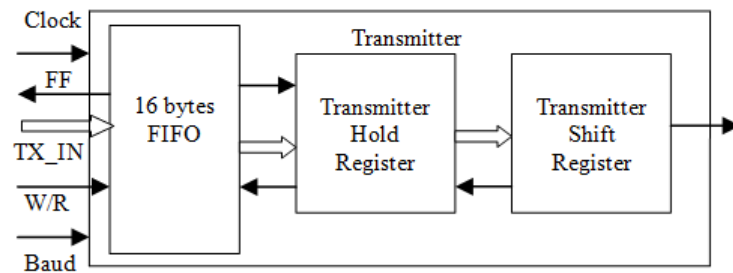 Clock
FF
TX_IN
W/R
Baud
16 bytes
FIFO
Transmitter
Transmitter
Hold
Register
Transmitter
Shift
Register